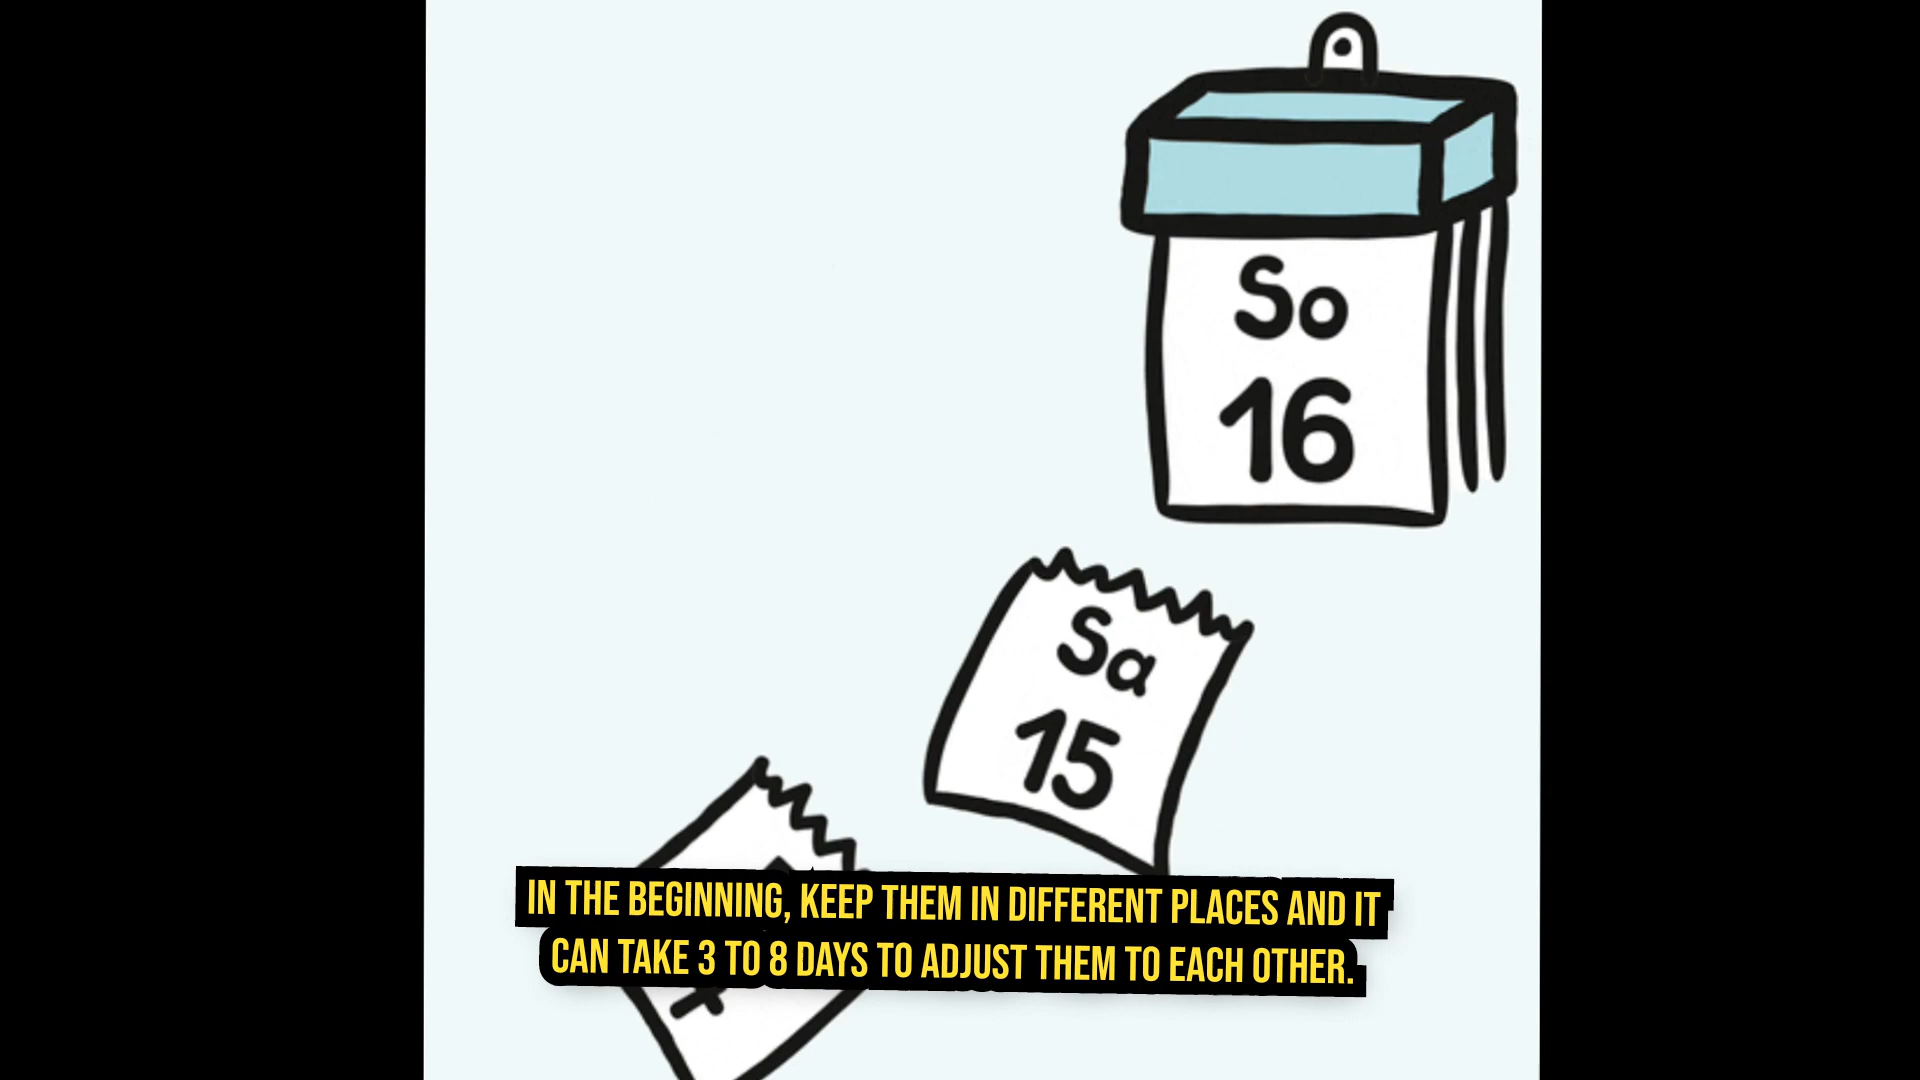 So
16
Sa
15
IN THE BEGINNING, KEEP THEM IN DIFFERENT PLACES AND IT
CAN TAKE 3 TO 8 DAYS TO ADJUST THEM TO EACH OTHER.